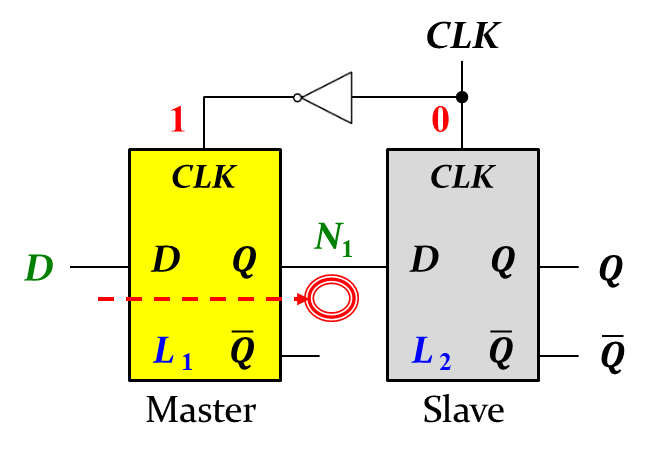 CLK
1
0
CLK
CLK
N₁
D
D
Q
D
Q
Q
L₁
Q̅
L₂
Q̅
Q̅
Master
Slave